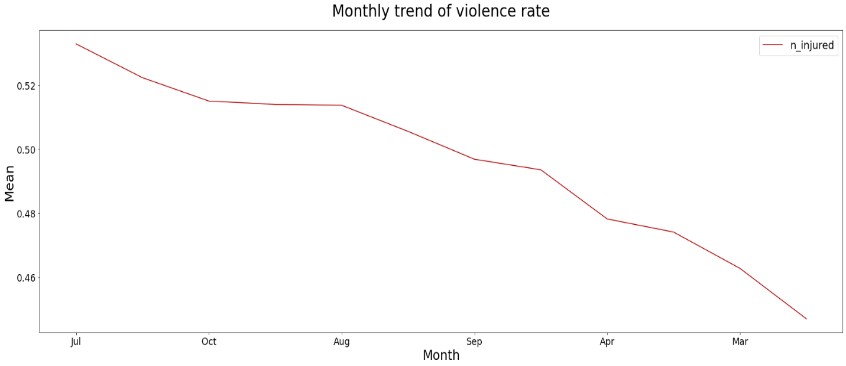 Monthly trend of violence rate
n_injured
0.52
0.50
0.48
0.46
Mean
Jul Oct Aug Sep Apr Mar
Month